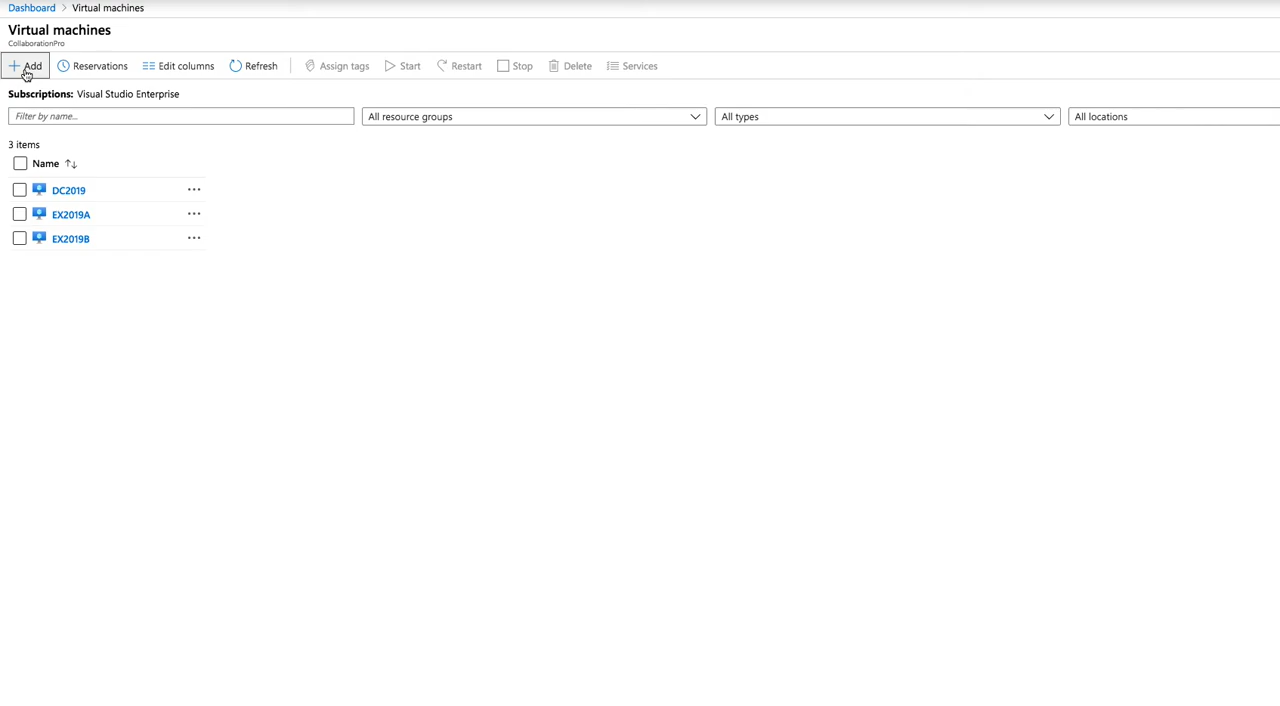 Dashboard > Virtual machines
Virtual machines
CollaborationPro
Add Reservations Edit columns Refresh Assign tags Start Restart Stop Delete Services
Subscriptions: Visual Studio Enterprise
Filter by name... All resource groups All types All locations
3 items
Name
DC2019
EX2019A
EX2019B